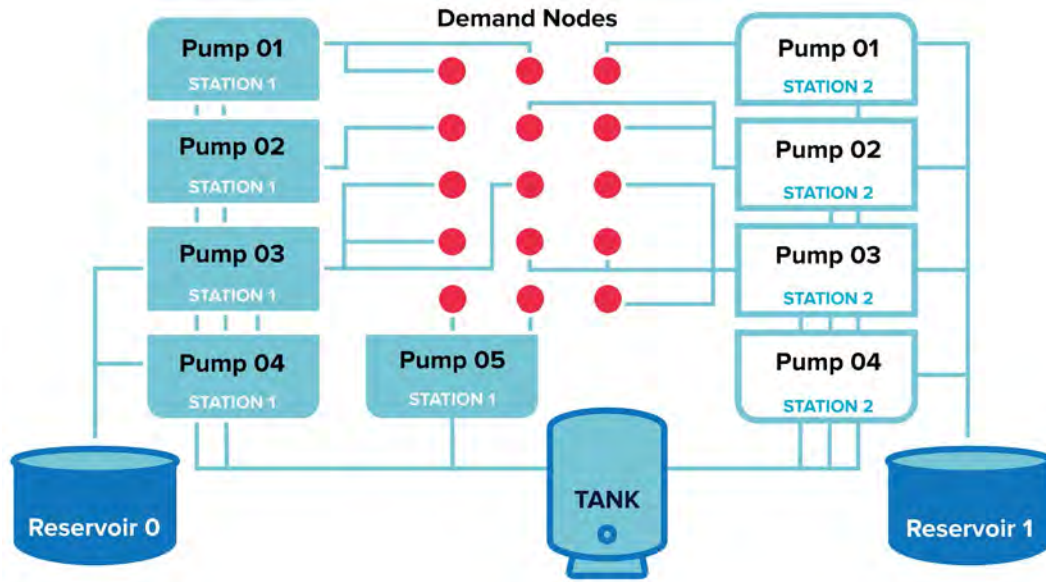 Demand Nodes
Pump 01
STATION 1
Pump 01
STATION 2
Pump 02
STATION 1
Pump 02
STATION 2
Pump 03
STATION 1
Pump 03
STATION 2
Pump 04
STATION 1
Pump 05
STATION 1
Pump 04
STATION 2
Reservoir 0
TANK
Reservoir 1